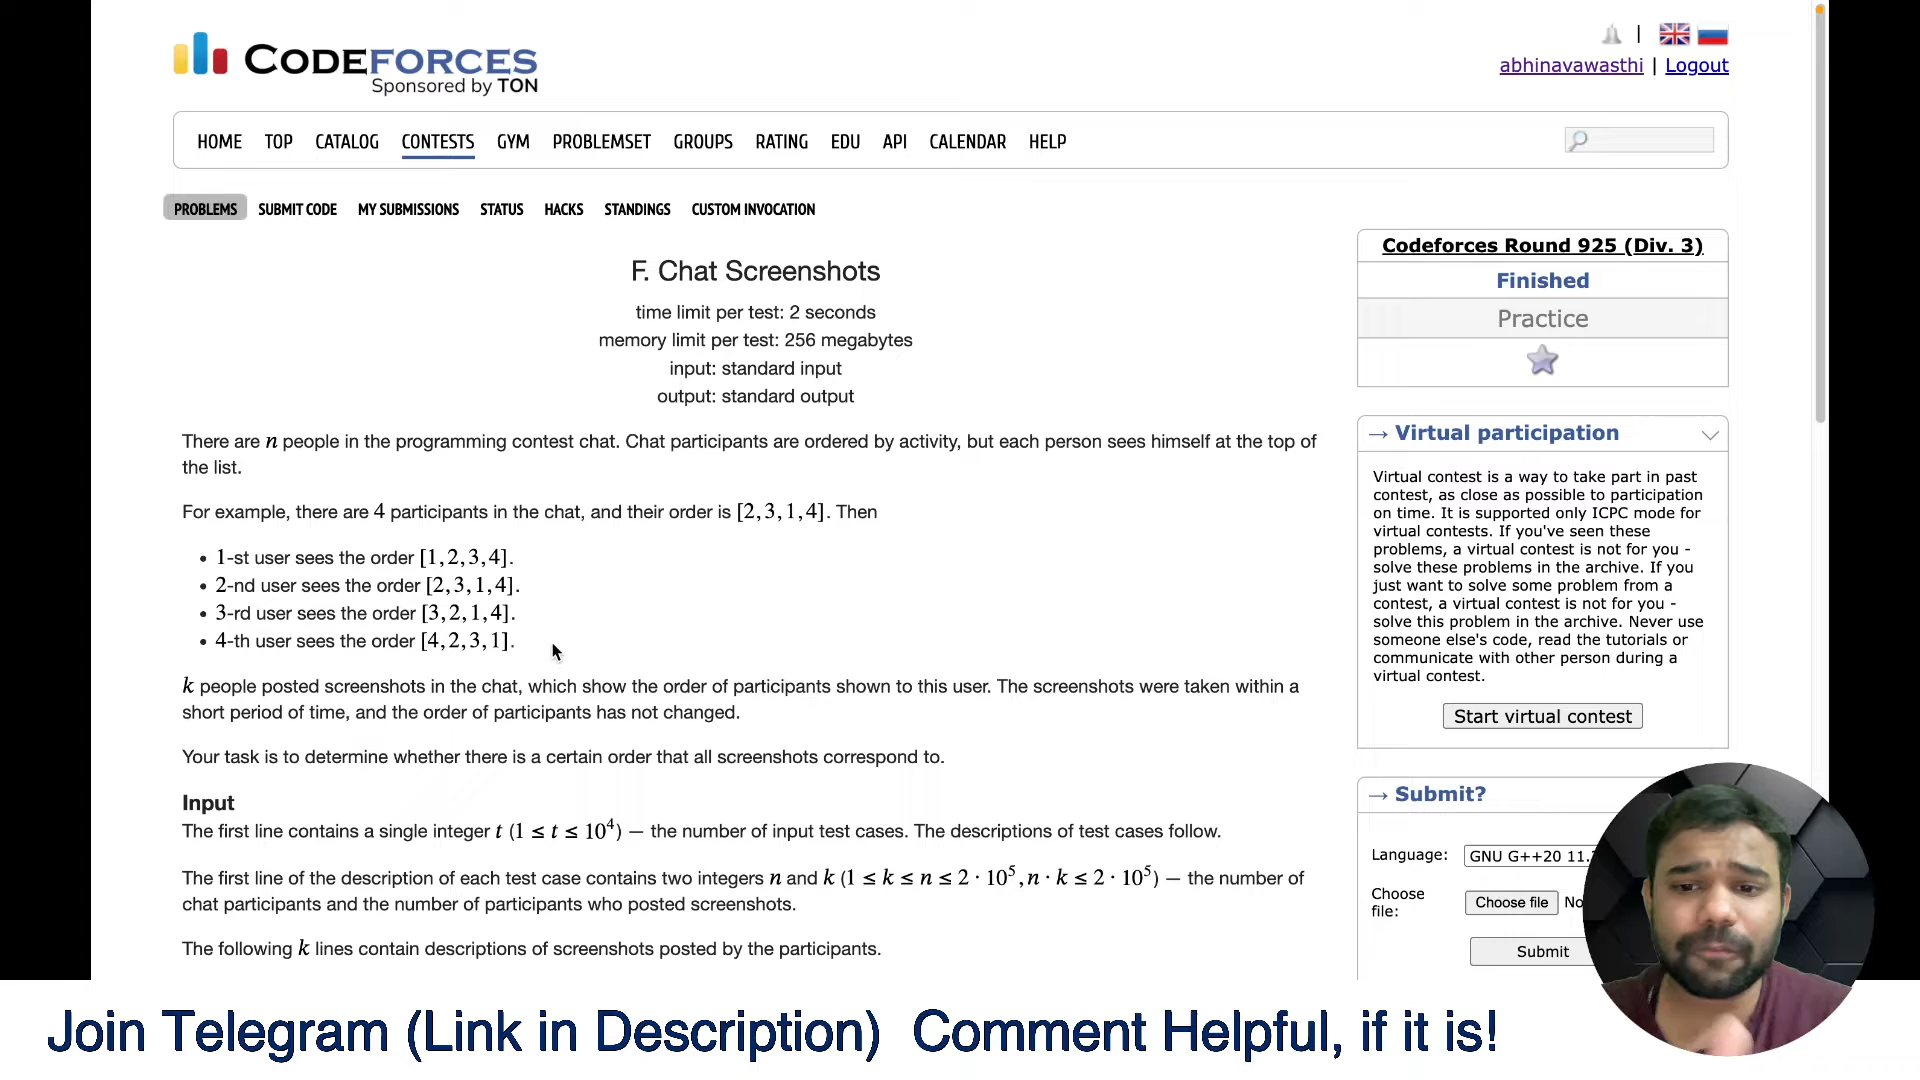 CODEFORCES
Sponsored by TON
|
abhinavawasthi | Logout
HOME TOP CATALOG CONTESTS GYM PROBLEMSET GROUPS RATING EDU API CALENDAR HELP
PROBLEMS SUBMIT CODE MY SUBMISSIONS STATUS HACKS STANDINGS CUSTOM INVOCATION
F. Chat Screenshots
time limit per test: 2 seconds
memory limit per test: 256 megabytes
input: standard input
output: standard output
There are n people in the programming contest chat. Chat participants are ordered by activity, but each person sees himself at the top of
the list.
For example, there are 4 participants in the chat, and their order is [2, 3, 1, 4]. Then
• 1-st user sees the order [1, 2, 3, 4].
• 2-nd user sees the order [2, 3, 1, 4].
• 3-rd user sees the order [3, 2, 1, 4].
• 4-th user sees the order [4, 2, 3, 1].
k people posted screenshots in the chat, which show the order of participants shown to this user. The screenshots were taken within a
short period of time, and the order of participants has not changed.
Your task is to determine whether there is a certain order that all screenshots correspond to.
Input
The first line contains a single integer t (1 ≤ t ≤ 10⁴) — the number of input test cases. The descriptions of test cases follow.
The first line of the description of each test case contains two integers n and k (1 ≤ k ≤ n ≤ 2 · 10⁵, n · k ≤ 2 · 10⁵) — the number of
chat participants and the number of participants who posted screenshots.
The following k lines contain descriptions of screenshots posted by the participants.
Codeforces Round 925 (Div. 3)
Finished
Practice
→ Virtual participation
Virtual contest is a way to take part in past
contest, as close as possible to participation
on time. It is supported only ICPC mode for
virtual contests. If you've seen these
problems, a virtual contest is not for you -
solve these problems in the archive. If you
just want to solve some problem from a
contest, a virtual contest is not for you -
solve this problem in the archive. Never use
someone else's code, read the tutorials or
communicate with other person during a
virtual contest.
Start virtual contest
→ Submit?
Language: GNU G++20 11.
Choose
file: Choose file No
Submit
Join Telegram (Link in Description) Comment Helpful, if it is!